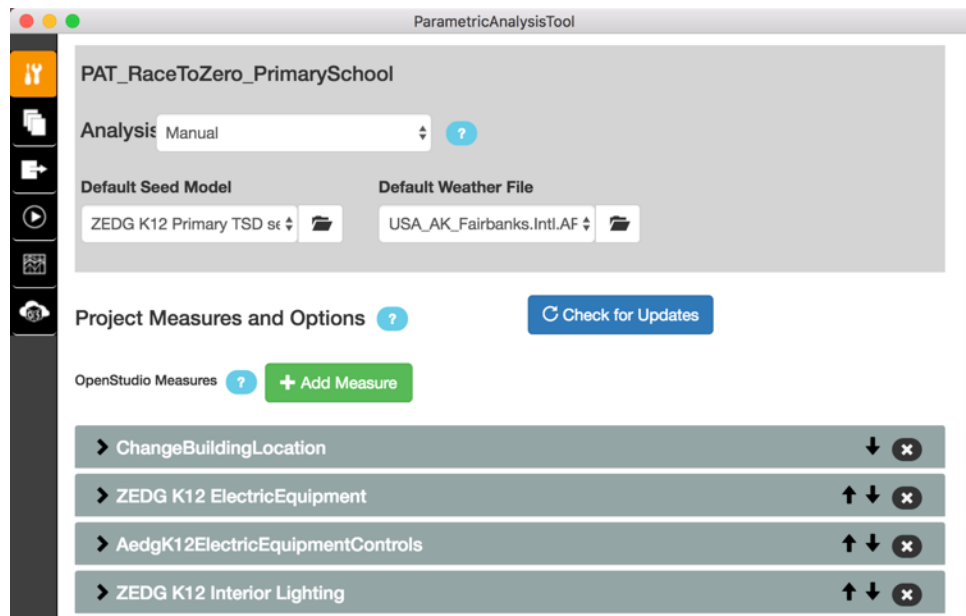 ParametricAnalysisTool
PAT_RaceToZero_PrimarySchool
Analysis Manual ?
Default Seed Model Default Weather File
ZEDG K12 Primary TSD se USA_AK_Fairbanks.Intl.AF
Project Measures and Options ? Check for Updates
OpenStudio Measures ? + Add Measure
ChangeBuildingLocation
ZEDG K12 ElectricEquipment
AedgK12ElectricEquipmentControls
ZEDG K12 Interior Lighting